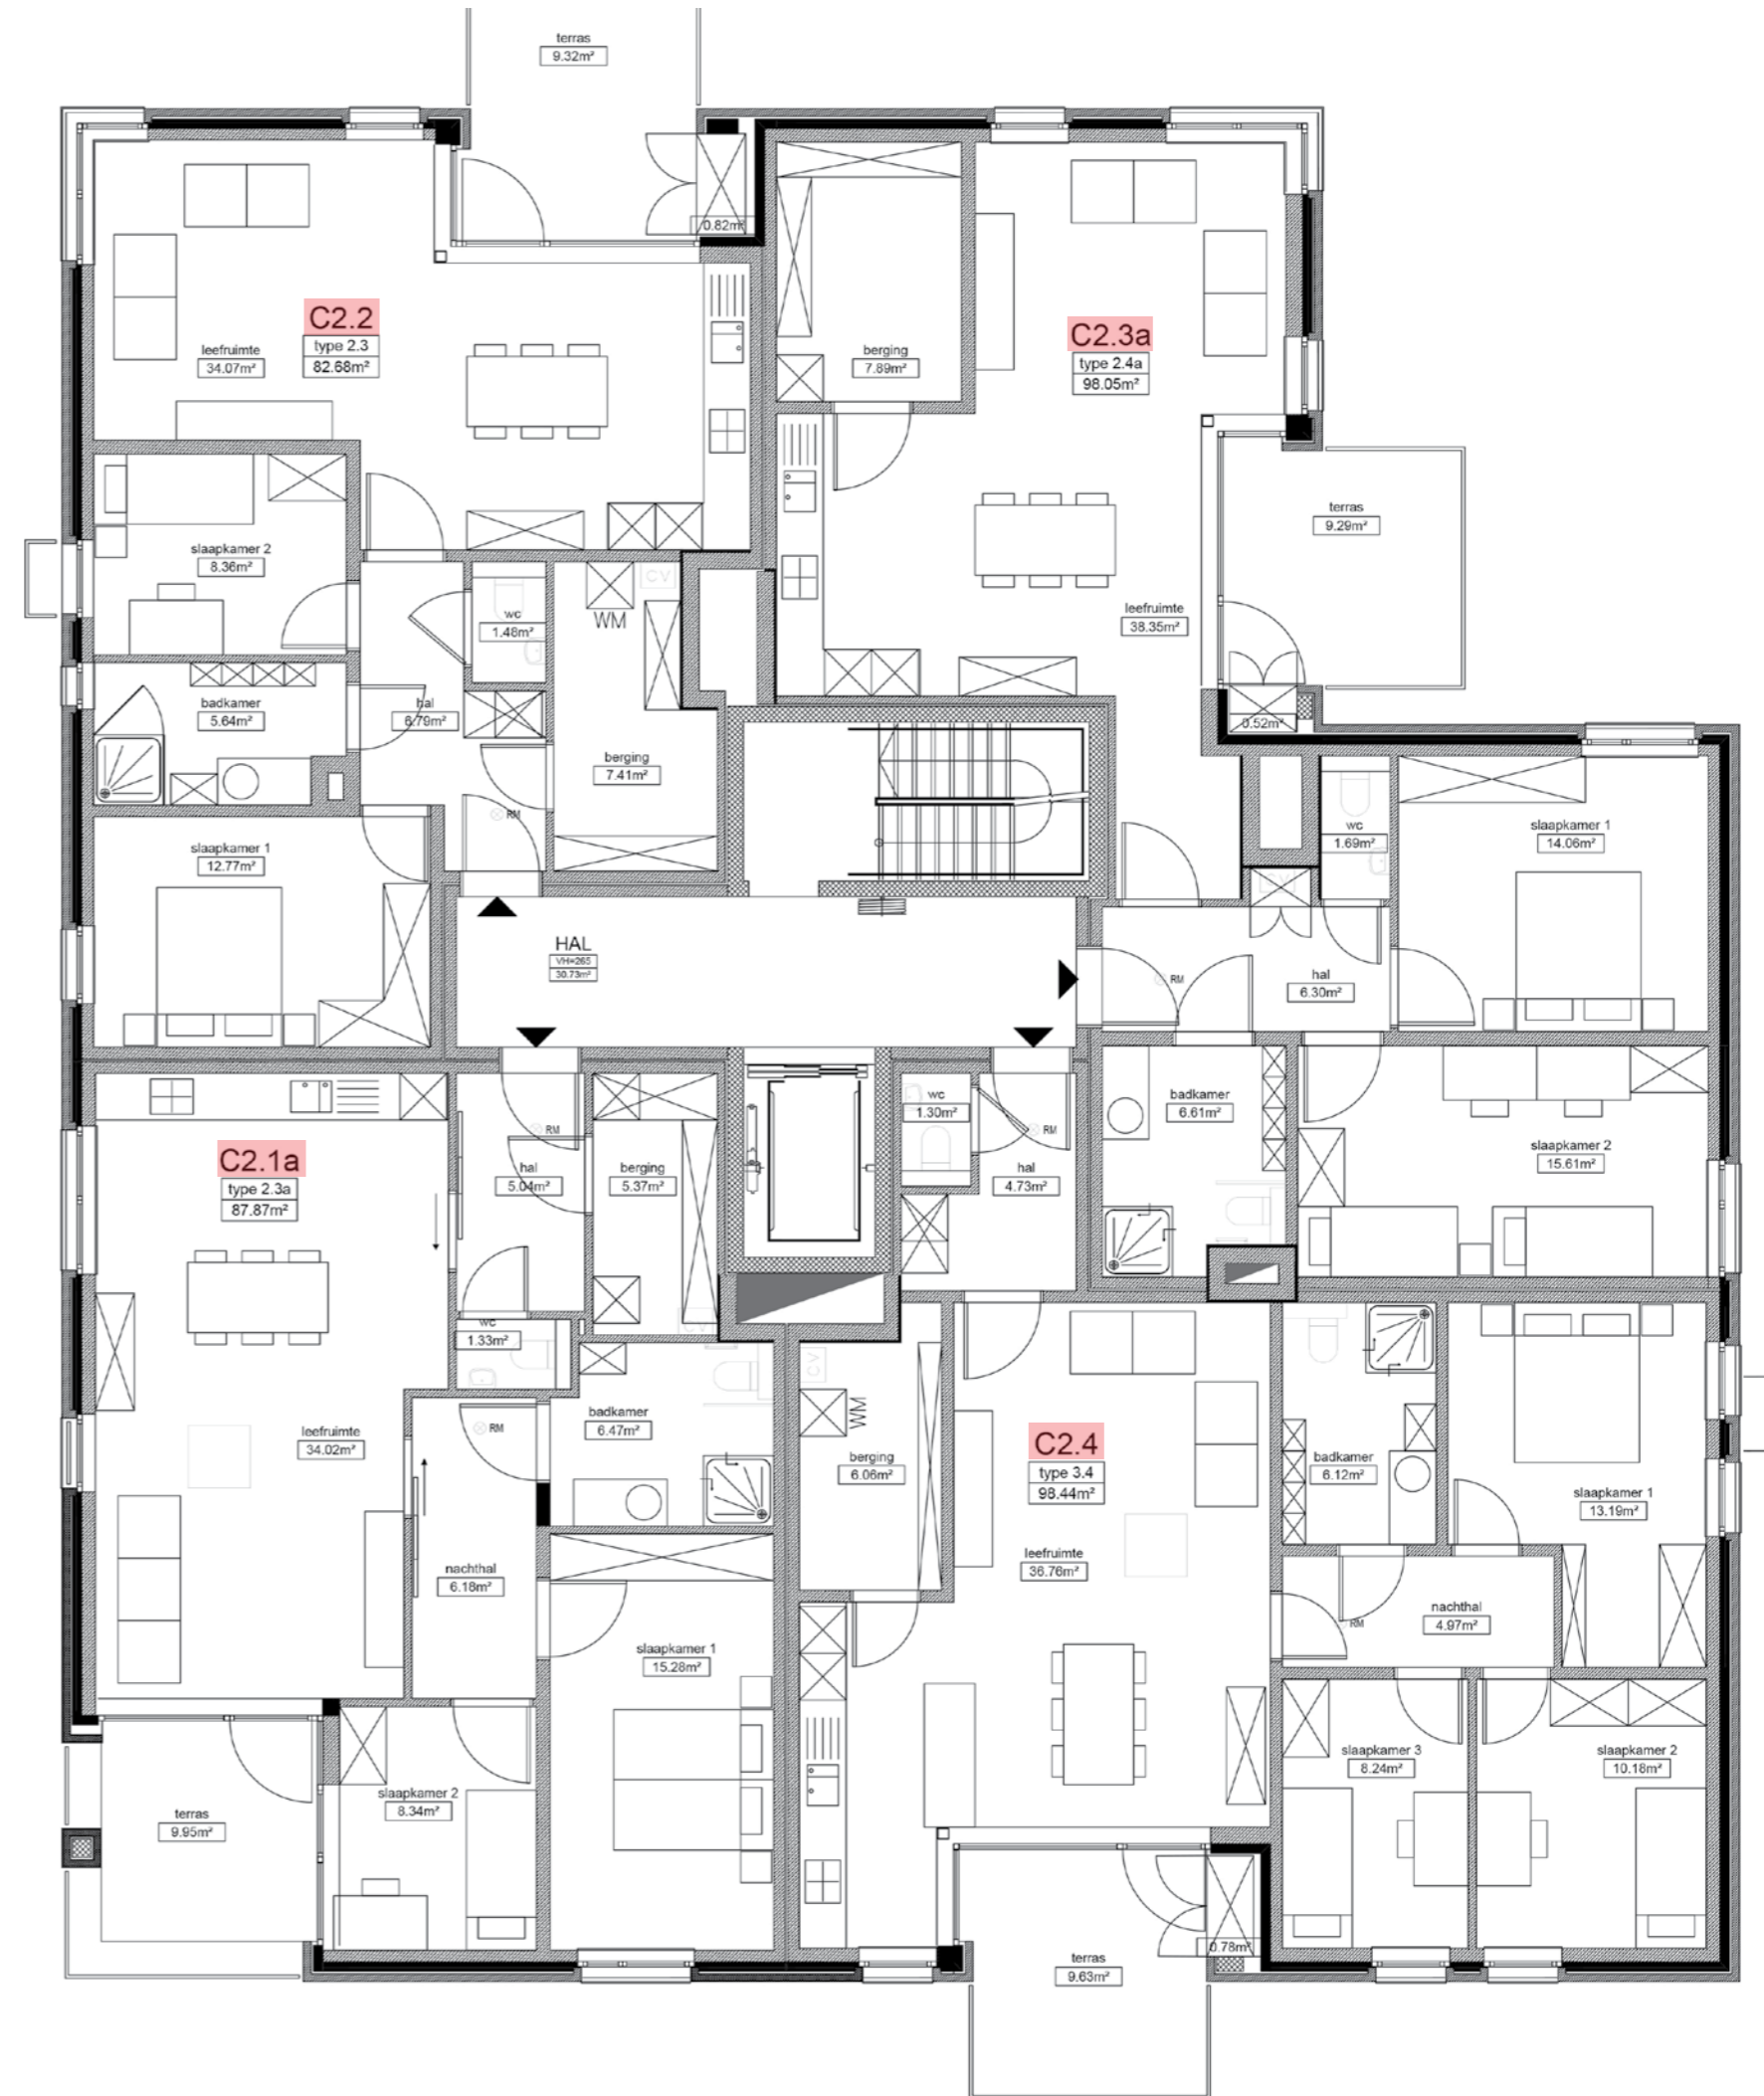 terras
9.32m²
0.82m²
C2.2
type 2.3
82.68m²
leefruimte
34.07m²
C2.3a
type 2.4a
98.05m²
berging
7.89m²
terras
9.29m²
leefruimte
38.35m²
0.52m²
slaapkamer 2
8.36m²
wc
1.48m²
CV
WM
badkamer
5.64m²
hal
6.79m²
berging
7.41m²
RM
slaapkamer 1
12.77m²
wc
1.69m²
slaapkamer 1
14.06m²
CV
HAL
VH=265
30.73m²
RM
hal
6.30m²
badkamer
6.61m²
slaapkamer 2
15.61m²
C2.1a
type 2.3a
87.87m²
RM
hal
5.04m²
berging
5.37m²
wc
1.30m²
RM
hal
4.73m²
wc
1.33m²
CV
leefruimte
34.02m²
RM
badkamer
6.47m²
CV
WM
berging
6.06m²
C2.4
type 3.4
98.44m²
leefruimte
36.76m²
badkamer
6.12m²
slaapkamer 1
13.19m²
nachthal
6.18m²
nachthal
4.97m²
RM
slaapkamer 1
15.28m²
slaapkamer 2
8.34m²
terras
9.95m²
slaapkamer 3
8.24m²
slaapkamer 2
10.18m²
0.78m²
terras
9.63m²